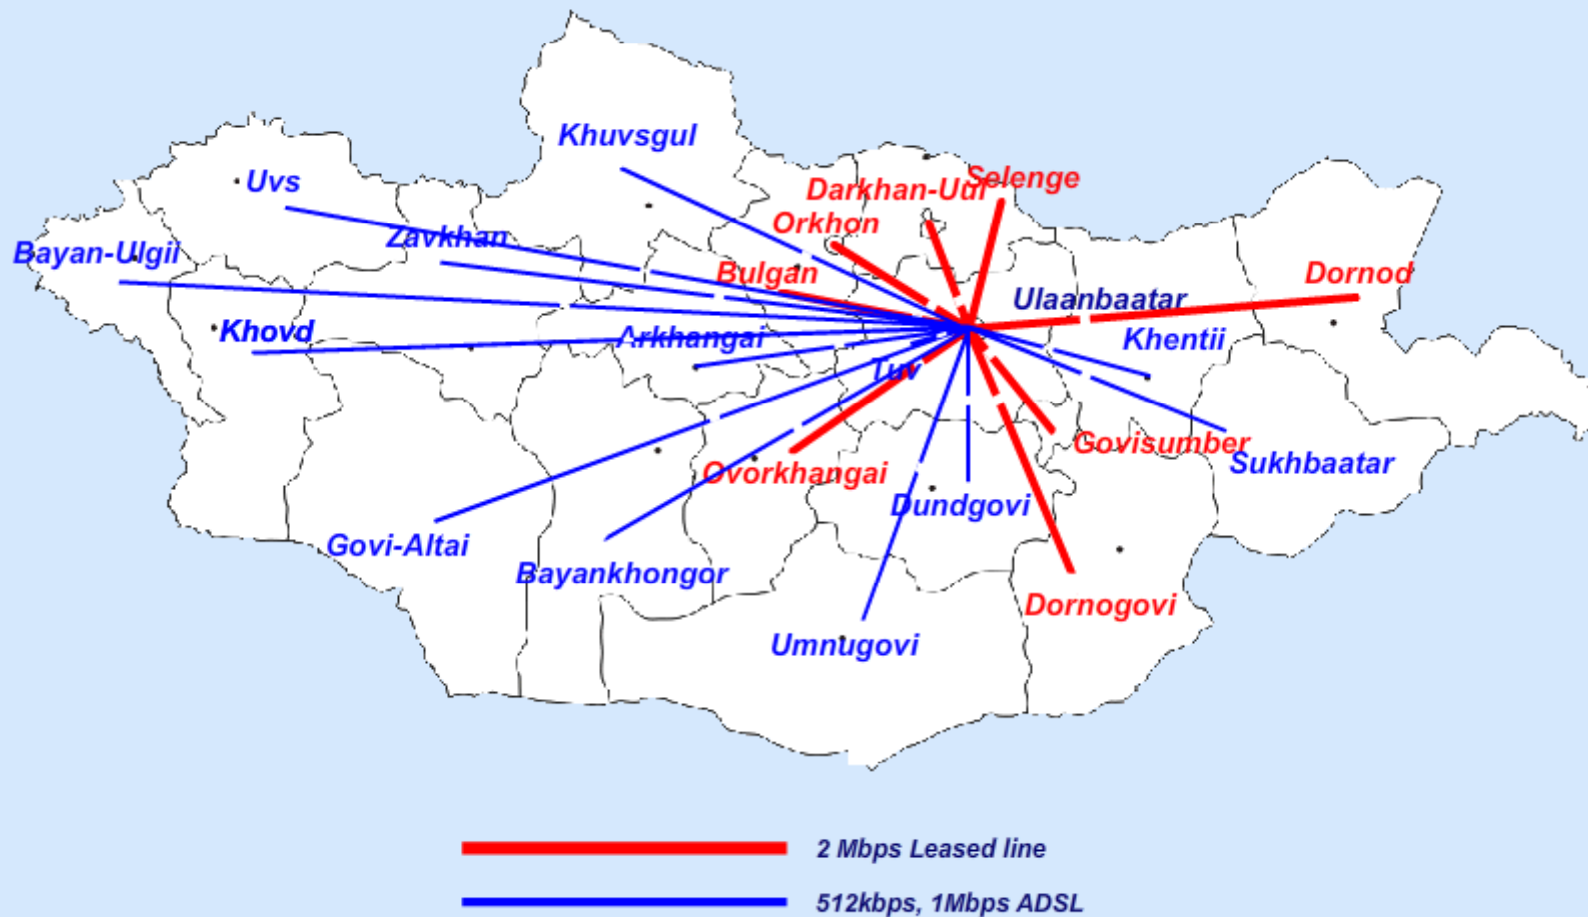 Khuvsgul
Uvs
Selenge
Darkhan-Uul
Orkhon
Zavkhan
Bayan-Ulgil
Bulgan
Dornod
Ulaanbaatar
Khovd
Arkhangai
Khentii
Tuv
Govisumber
Sukhbaatar
Ovorkhangai
Dundgovi
Govi-Altai
Bayankhongor
Dornogovi
Umnugovi
2 Mbps Leased line
512kbps, 1Mbps ADSL